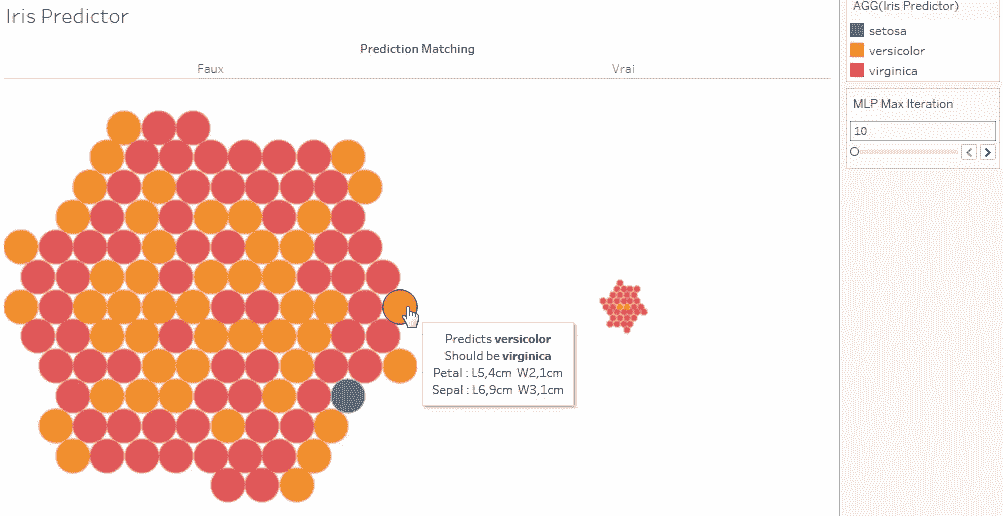 Iris Predictor
Prediction Matching
Faux
Vrai
Predicts versicolor
Should be virginica
Petal : L5,4cm W2,1cm
Sepal : L6,9cm W3,1cm
AGG(Iris Predictor)
setosa
versicolor
virginica
MLP Max Iteration
10